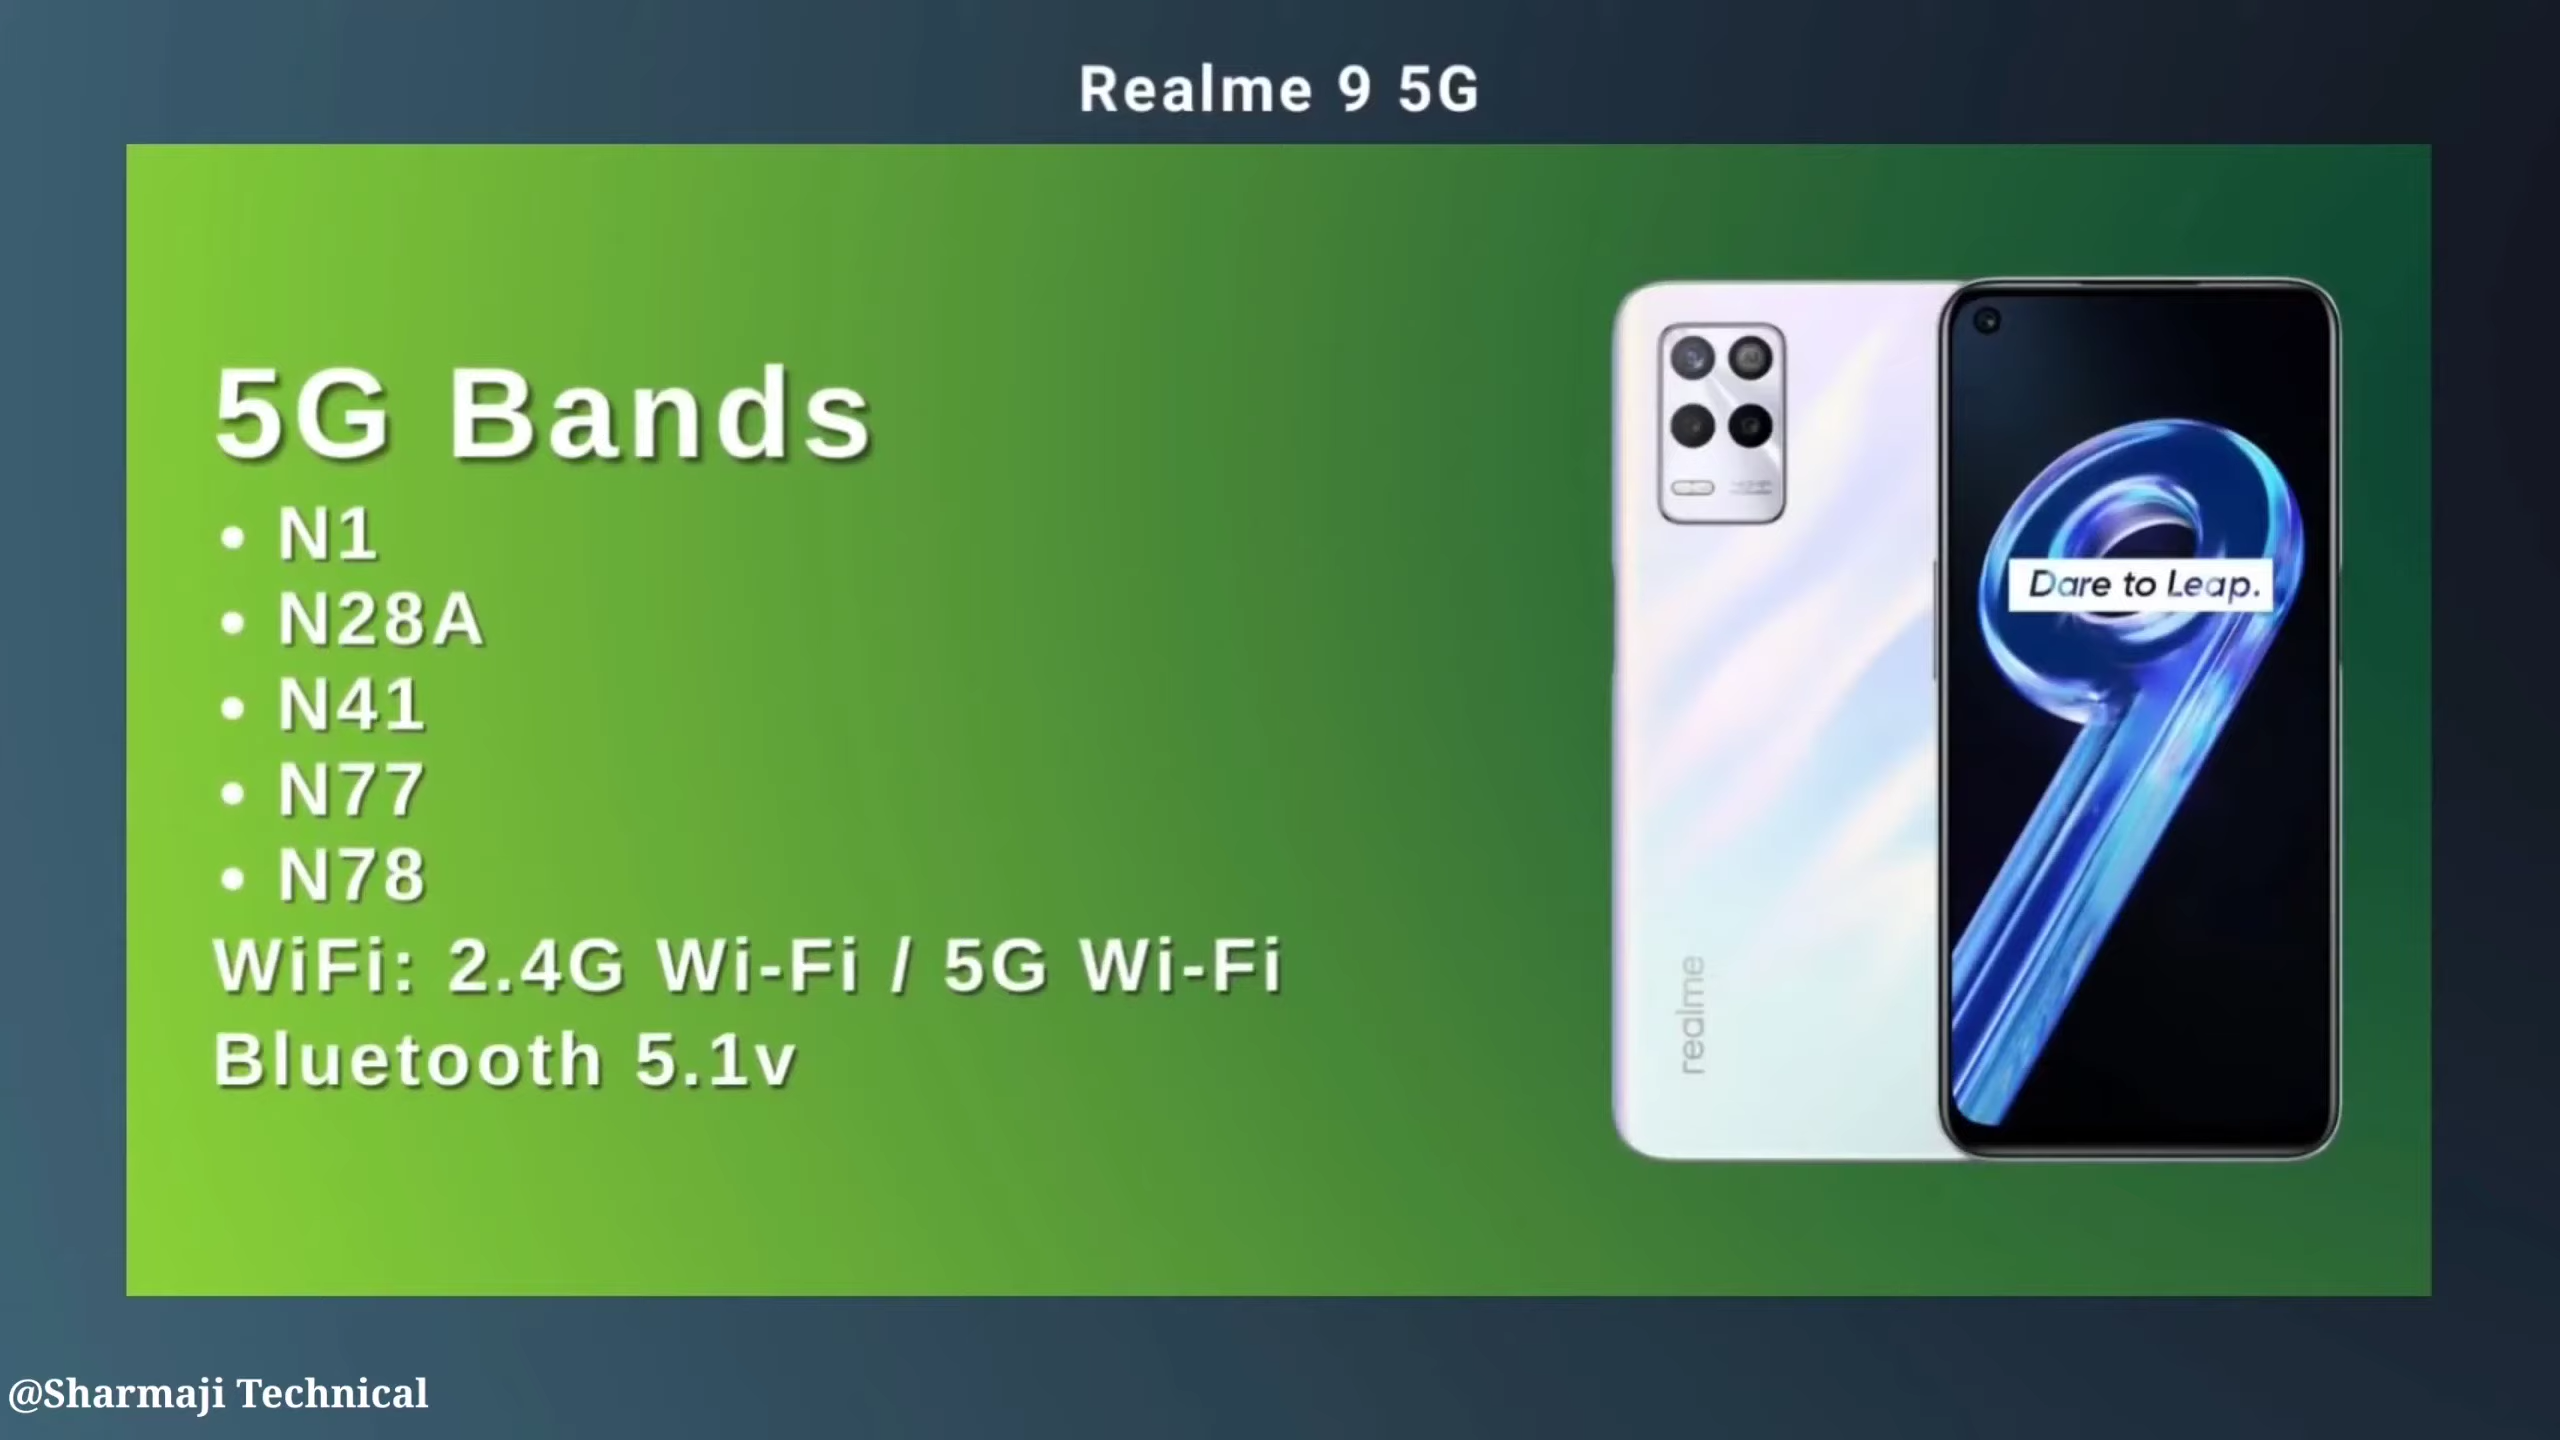 Realme 9 5G
5G Bands
• N1
• N28A
• N41
• N77
• N78
WiFi: 2.4G Wi-Fi / 5G Wi-Fi
Bluetooth 5.1v
Dare to Leap.
realme
@Sharmaji Technical